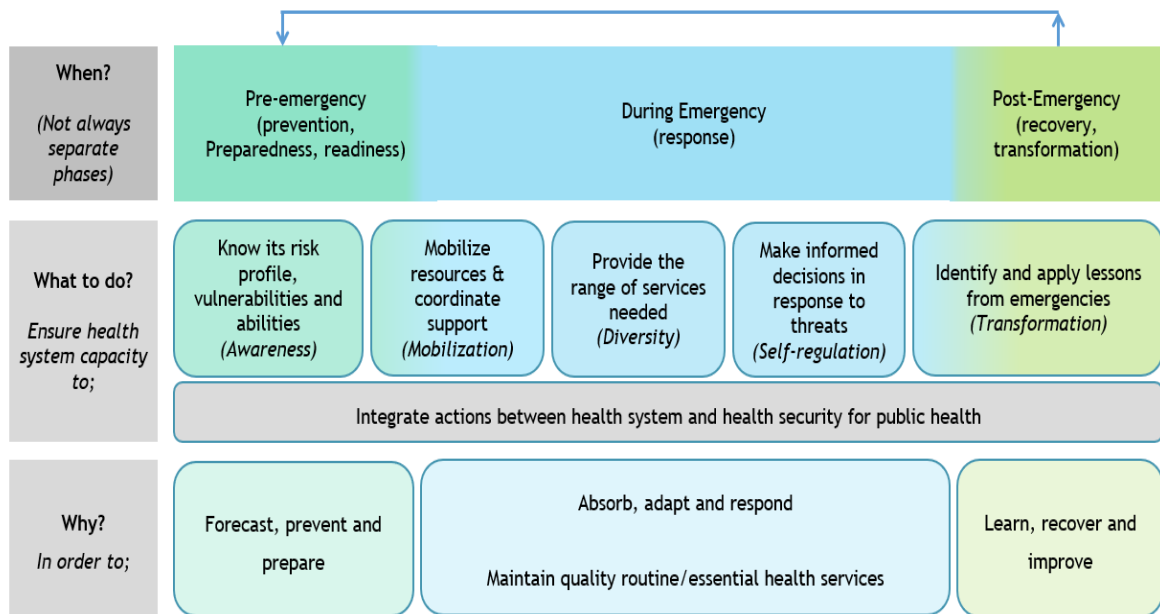 When?
(Not always
separate
phases)
Pre-emergency
(prevention,
Preparedness, readiness)
During Emergency
(response)
Post-Emergency
(recovery,
transformation)
What to do?
Ensure health
system capacity
to;
Know its risk
profile,
vulnerabilities and
abilities
(Awareness)
Mobilize
resources &
coordinate
support
(Mobilization)
Provide the
range of services
needed
(Diversity)
Make informed
decisions in
response to
threats
(Self-regulation)
Identify and apply lessons
from emergencies
(Transformation)
Integrate actions between health system and health security for public health
Why?
In order to;
Forecast, prevent and
prepare
Absorb, adapt and respond
Maintain quality routine/essential health services
Learn, recover and
improve